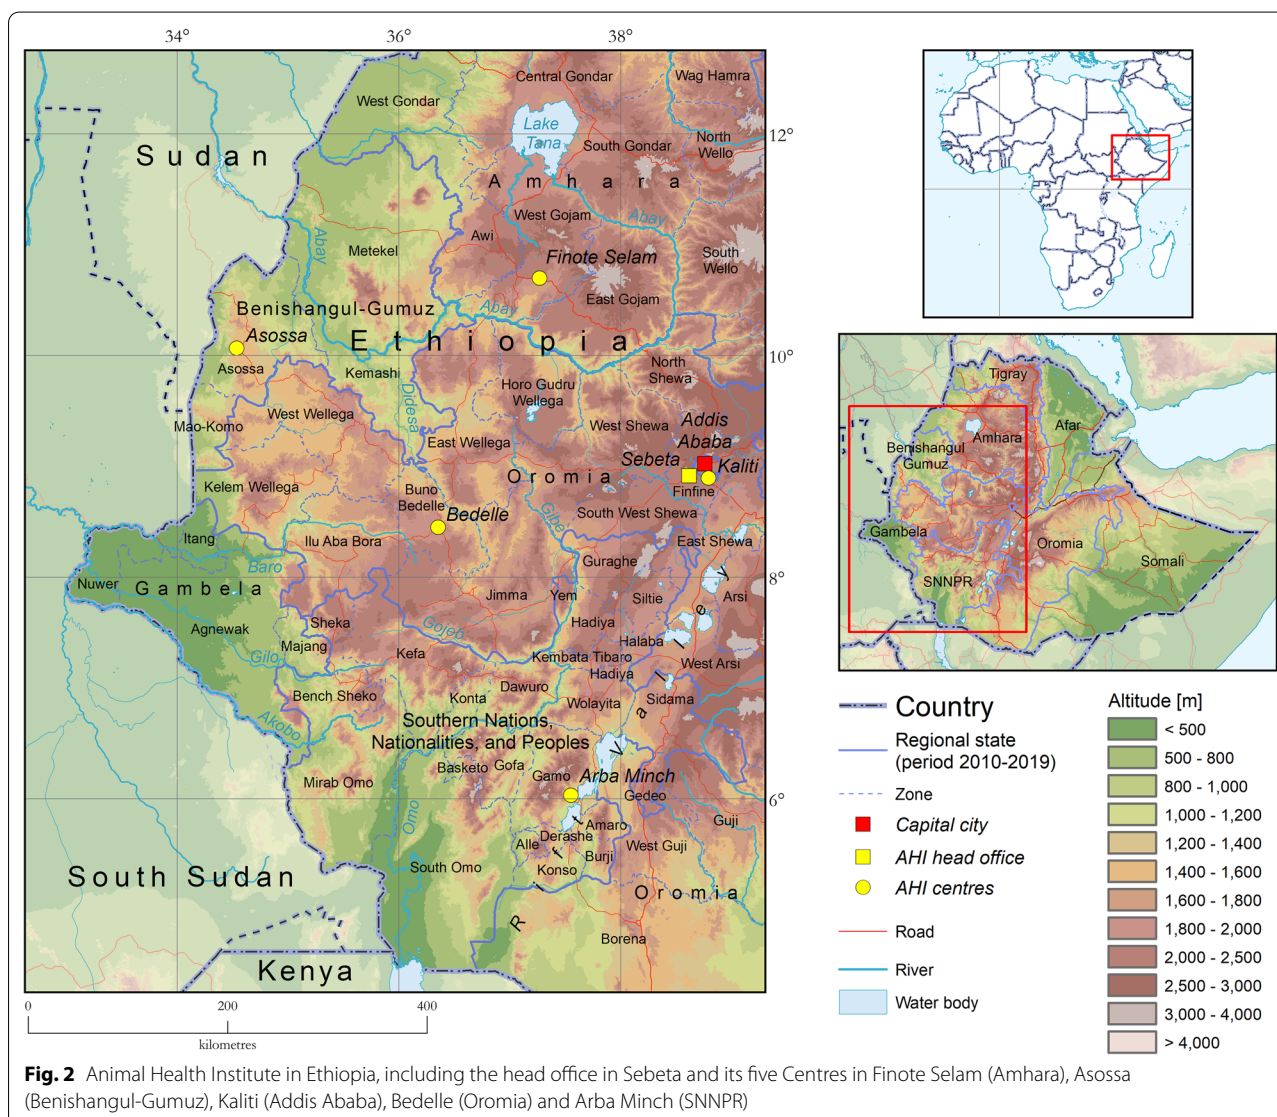 34°
36°
38°
Central Gondar
Wag Hamra
West Gondar
Lake
Tana
12°
North
Wello
South Gondar
Sudan
Amhara
West Gojam
Abay
Awi
Abay
Metekel
South
Wello
Finote Selam
East Gojam
Benishangul-Gumuz
Abay
Asossa
Ethiopia
10°
Asossa
Kemashi
North
Shewa
Didesa
Horo Gudru
Wellega
West Wellega
Mao-Komo
West Shewa
Addis
Ababa
East Wellega
Sebeta
Kaliti
Oromia
Finfine
Kelem Wellega
Buno
Bedelle
Bedelle
Gibe
South West Shewa
Itang
Ilu Aba Bora
East Shewa
Baro
Guraghe
8°
Nuwer
Gambela
Jimma
Yem
Siltie
Arsi
Agnewak
Sheka
Gojob
Hadiya
Halaba
Majang
Gilo
Kefa
Kembata Tibaro
Hadiya
West Arsi
Bench Sheko
Konta
Dawuro
Wolayita
Sidama
Akobo
Southern Nations,
Nationalities, and Peoples
Basketo
Gofa
Gamo
Arba Minch
Mirab Omo
Gedeo
6°
Omo
Amaro
Guji
Derashe
Alle
Burji
West Guji
South Omo
Konso
South Sudan
Oromia
Rift Valley
Borena
Kenya
0
200
400
kilometres
Tigray
Afar
Amhara
Benishangul
Gumuz
Gambela
Oromia
Somali
SNNPR
Country
Regional state
(period 2010-2019)
Zone
Capital city
AHI head office
AHI centres
Road
River
Water body
Altitude [m]
< 500
500 - 800
800 - 1,000
1,000 - 1,200
1,200 - 1,400
1,400 - 1,600
1,600 - 1,800
1,800 - 2,000
2,000 - 2,500
2,500 - 3,000
3,000 - 4,000
> 4,000
Fig. 2 Animal Health Institute in Ethiopia, including the head office in Sebeta and its five Centres in Finote Selam (Amhara), Asossa
(Benishangul-Gumuz), Kaliti (Addis Ababa), Bedelle (Oromia) and Arba Minch (SNNPR)